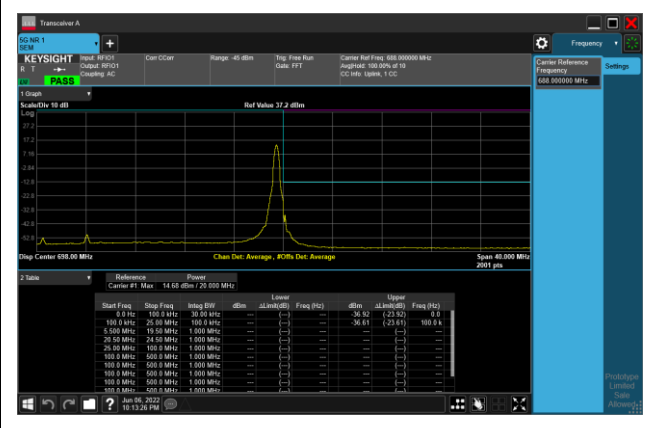 Transceiver A
5G NR 1
SEM
Frequency
KEYSIGHT
R T
PASS
Input: RFIO1
Output: RFIO1
Coupling: AC
Corr CCorr
Range: -45 dBm
Trig: Free Run
Gate: FFT
Carrier Ref Freq: 688.000000 MHz
Avg|Hold: 100.00% of 10
CC Info: Uplink, 1 CC
Carrier Reference
Frequency
688.000000 MHz
Settings
1 Graph
Scale/Div 10 dB
Ref Value 37.2 dBm
Log
27.2
17.2
7.16
-2.84
-12.8
-22.8
-32.8
-42.8
-52.8
Disp Center 698.00 MHz
Chan Det: Average , #Offs Det: Average
Span 40.000 MHz
2001 pts
2 Table
Reference Power
Carrier #1 Max 14.68 dBm / 20.000 MHz
Lower Upper
Start Freq Stop Freq Integ BW dBm ΔLimit(dB) Freq (Hz) dBm ΔLimit(dB) Freq (Hz)
0.0 Hz 100.0 kHz 30.00 kHz --- (---) --- -36.92 (-23.92) 0.0
100.0 kHz 25.00 MHz 100.0 kHz --- (---) --- -36.61 (-23.61) 100.0 k
5.500 MHz 19.50 MHz 1.000 MHz --- (---) --- --- (---) ---
20.50 MHz 24.50 MHz 1.000 MHz --- (---) --- --- (---) ---
25.00 MHz 100.0 MHz 1.000 MHz --- (---) --- --- (---) ---
100.0 MHz 500.0 MHz 1.000 MHz --- (---) --- --- (---) ---
100.0 MHz 500.0 MHz 1.000 MHz --- (---) --- --- (---) ---
100.0 MHz 500.0 MHz 1.000 MHz --- (---) --- --- (---) ---
100.0 MHz 500.0 MHz 1.000 MHz --- (---) --- --- (---) ---
Jun 06, 2022
10:13:26 PM
Prototype
Limited
Sale
Allowed